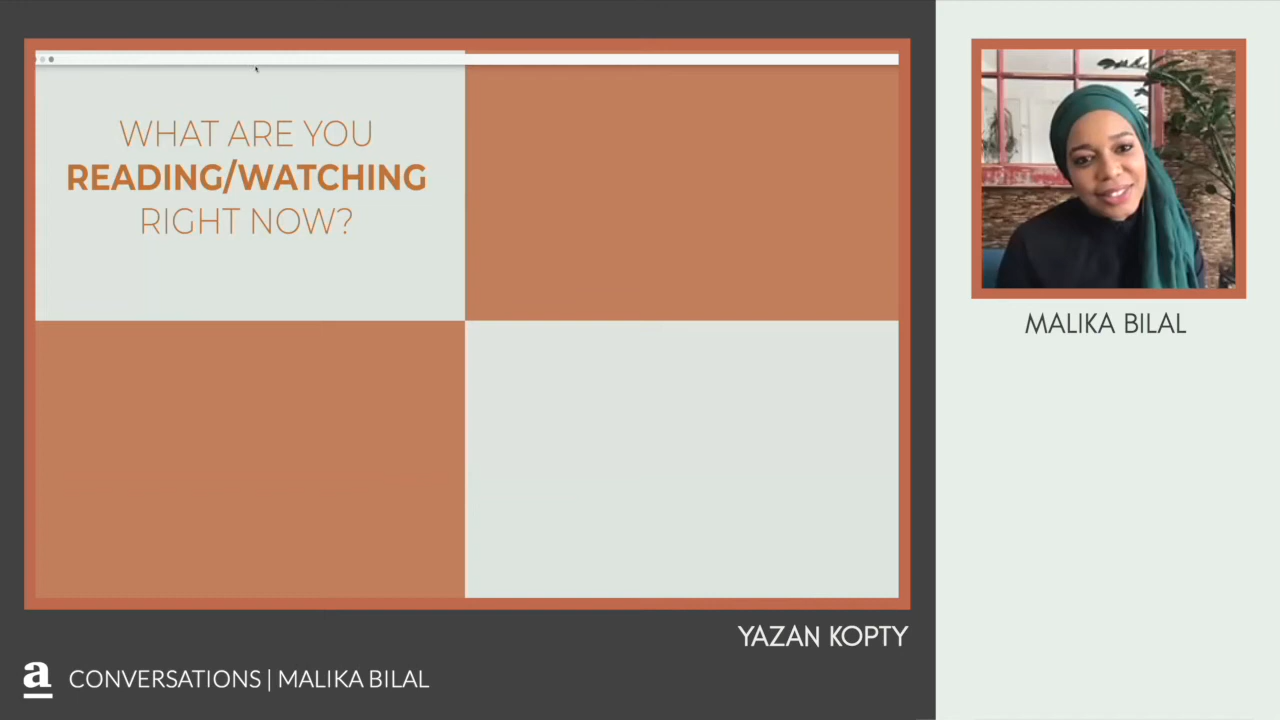 WHAT ARE YOU
READING/WATCHING
RIGHT NOW?
MALIKA BILAL
YAZAN KOPTY
a CONVERSATIONS | MALIKA BILAL